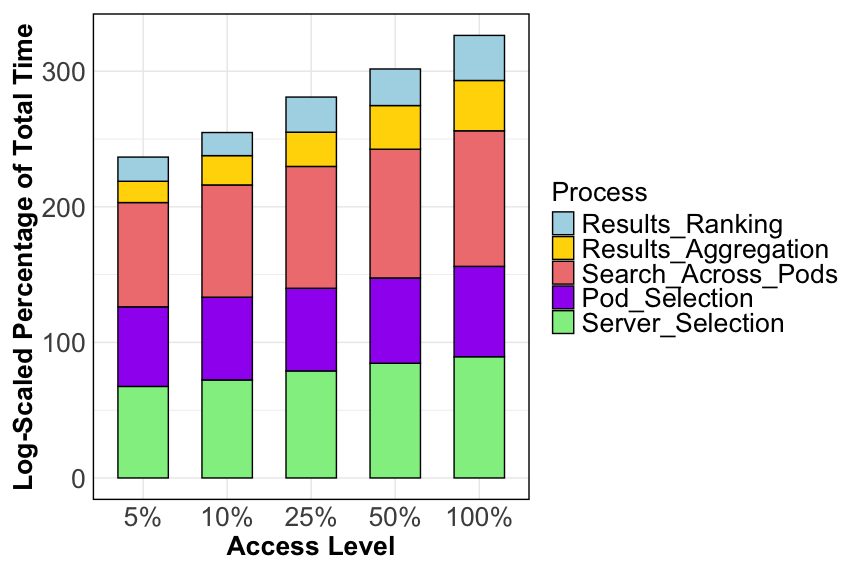 Log-Scaled Percentage of Total Time
300
200
100
0
5% 10% 25% 50% 100%
Access Level
Process
Results_Ranking
Results_Aggregation
Search_Across_Pods
Pod_Selection
Server_Selection